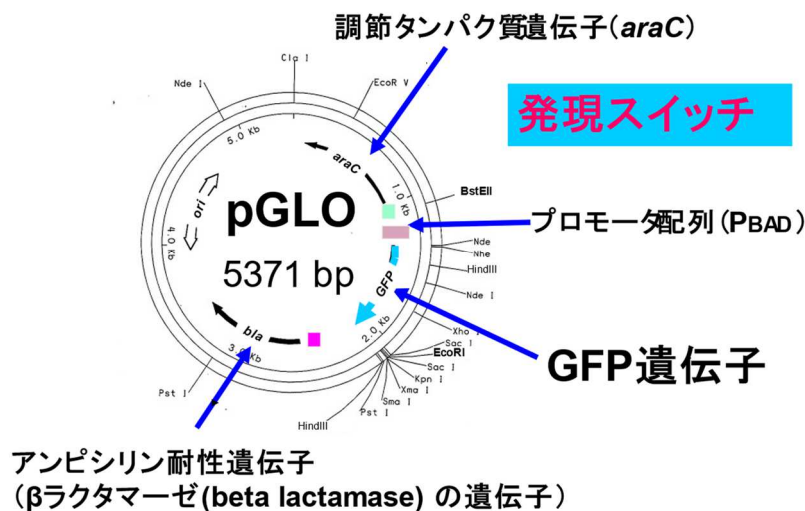 調節タンパク質遺伝子(araC)
発現スイッチ
Cla I
Nde I
EcoR V
5.0 Kb
araC
1.0 Kb
BstEII
ori
pGLO
プロモータ配列(PBAD)
4.0 Kb
5371 bp
Nde
Nhe
HindIII
GFP
Nde I
2.0 Kb
Xho
bla
Sac I
EcoRI
3.0 Kb
Sac I
GFP遺伝子
Kpn I
Xma I
Pst I
Sma I
Pst I
HindIII
アンピシリン耐性遺伝子
(βラクタマーゼ(beta lactamase) の遺伝子)